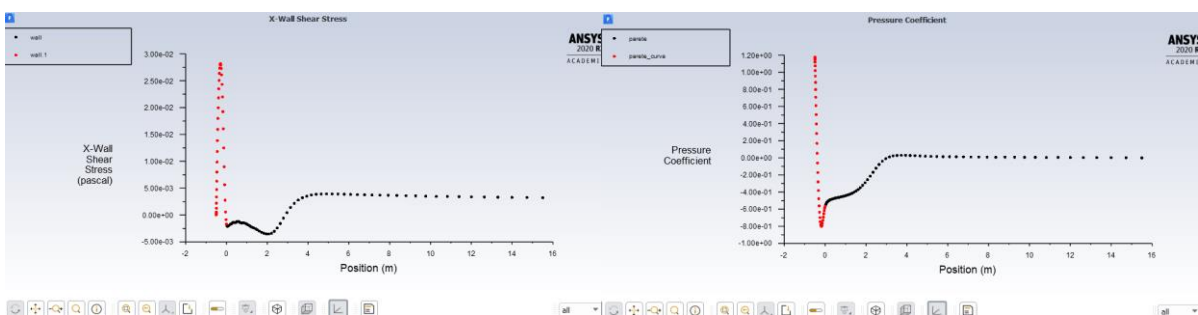 X-Wall Shear Stress
wall
wall.1
ANSYS
2020 R
ACADEMI
3.00e-02
2.50e-02
2.00e-02
1.50e-02
1.00e-02
5.00e-03
0.00e+00
-5.00e-03
X-Wall
Shear
Stress
(pascal)
-2 0 2 4 6 8 10 12 14 16
Position (m)
all
Pressure Coefficient
parela
parela_curva
ANSYS
2020 R
ACADEMI
1.20e+00
1.00e+00
8.00e-01
6.00e-01
4.00e-01
2.00e-01
0.00e+00
-2.00e-01
-4.00e-01
-6.00e-01
-8.00e-01
-1.00e+00
Pressure
Coefficient
-2 0 2 4 6 8 10 12 14 16
Position (m)
all